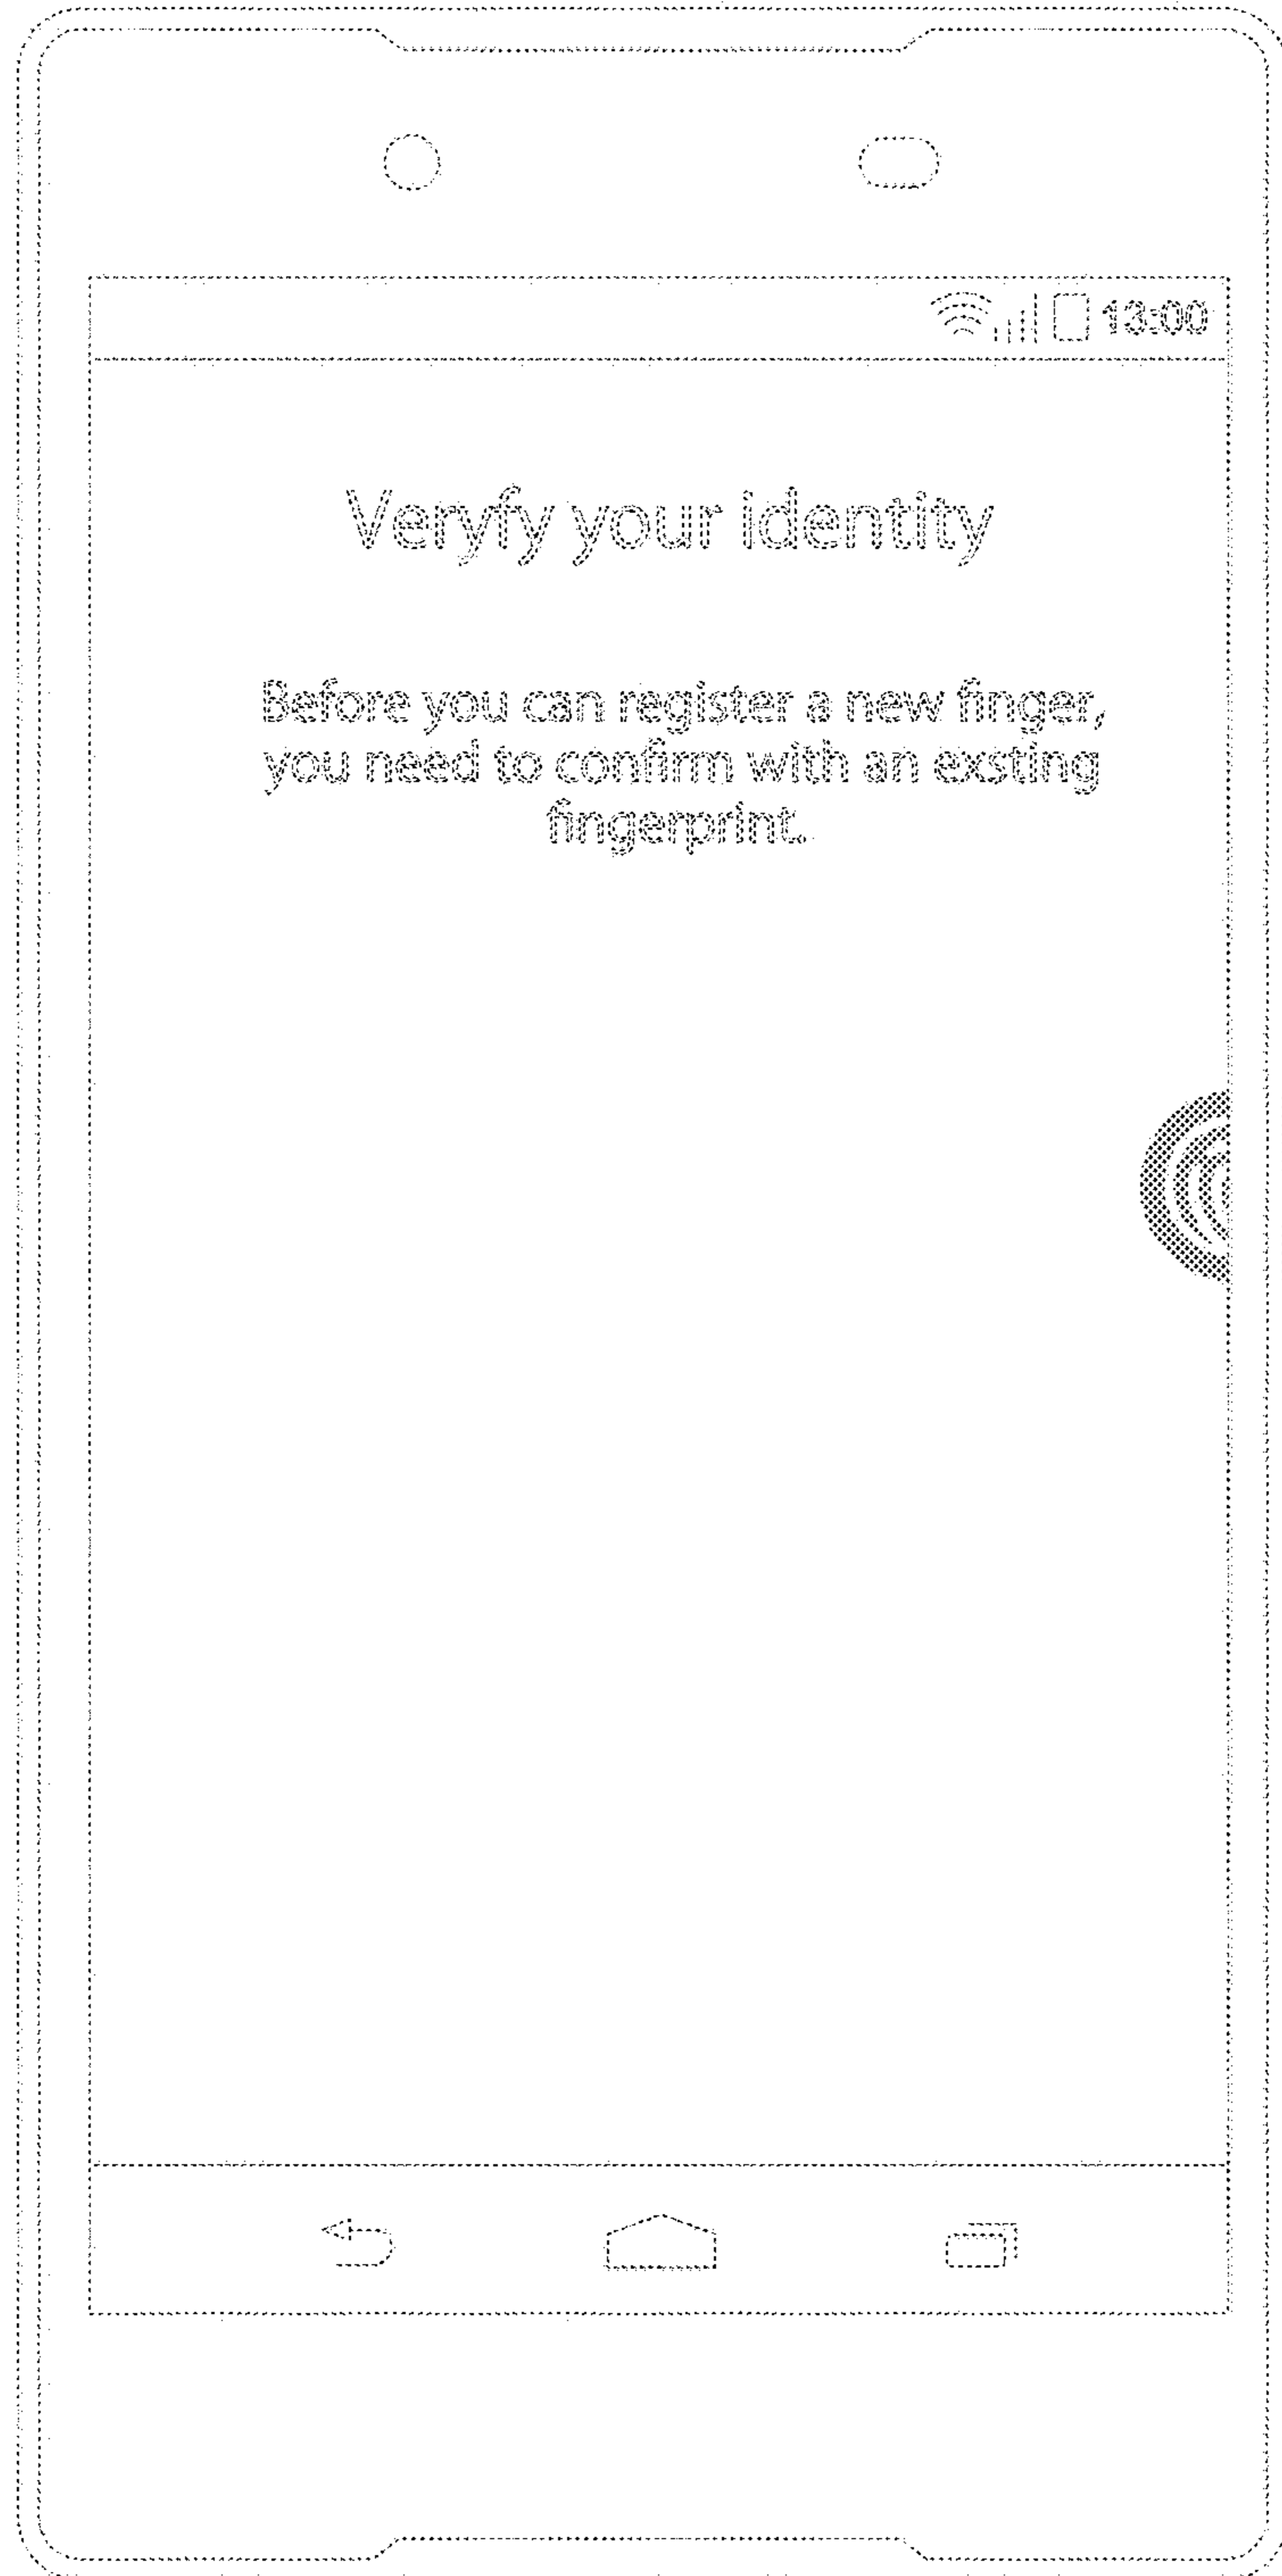 13:00
Veryfy your identity
Before you can register a new finger,
you need to confirm with an exsting
fingerprint.